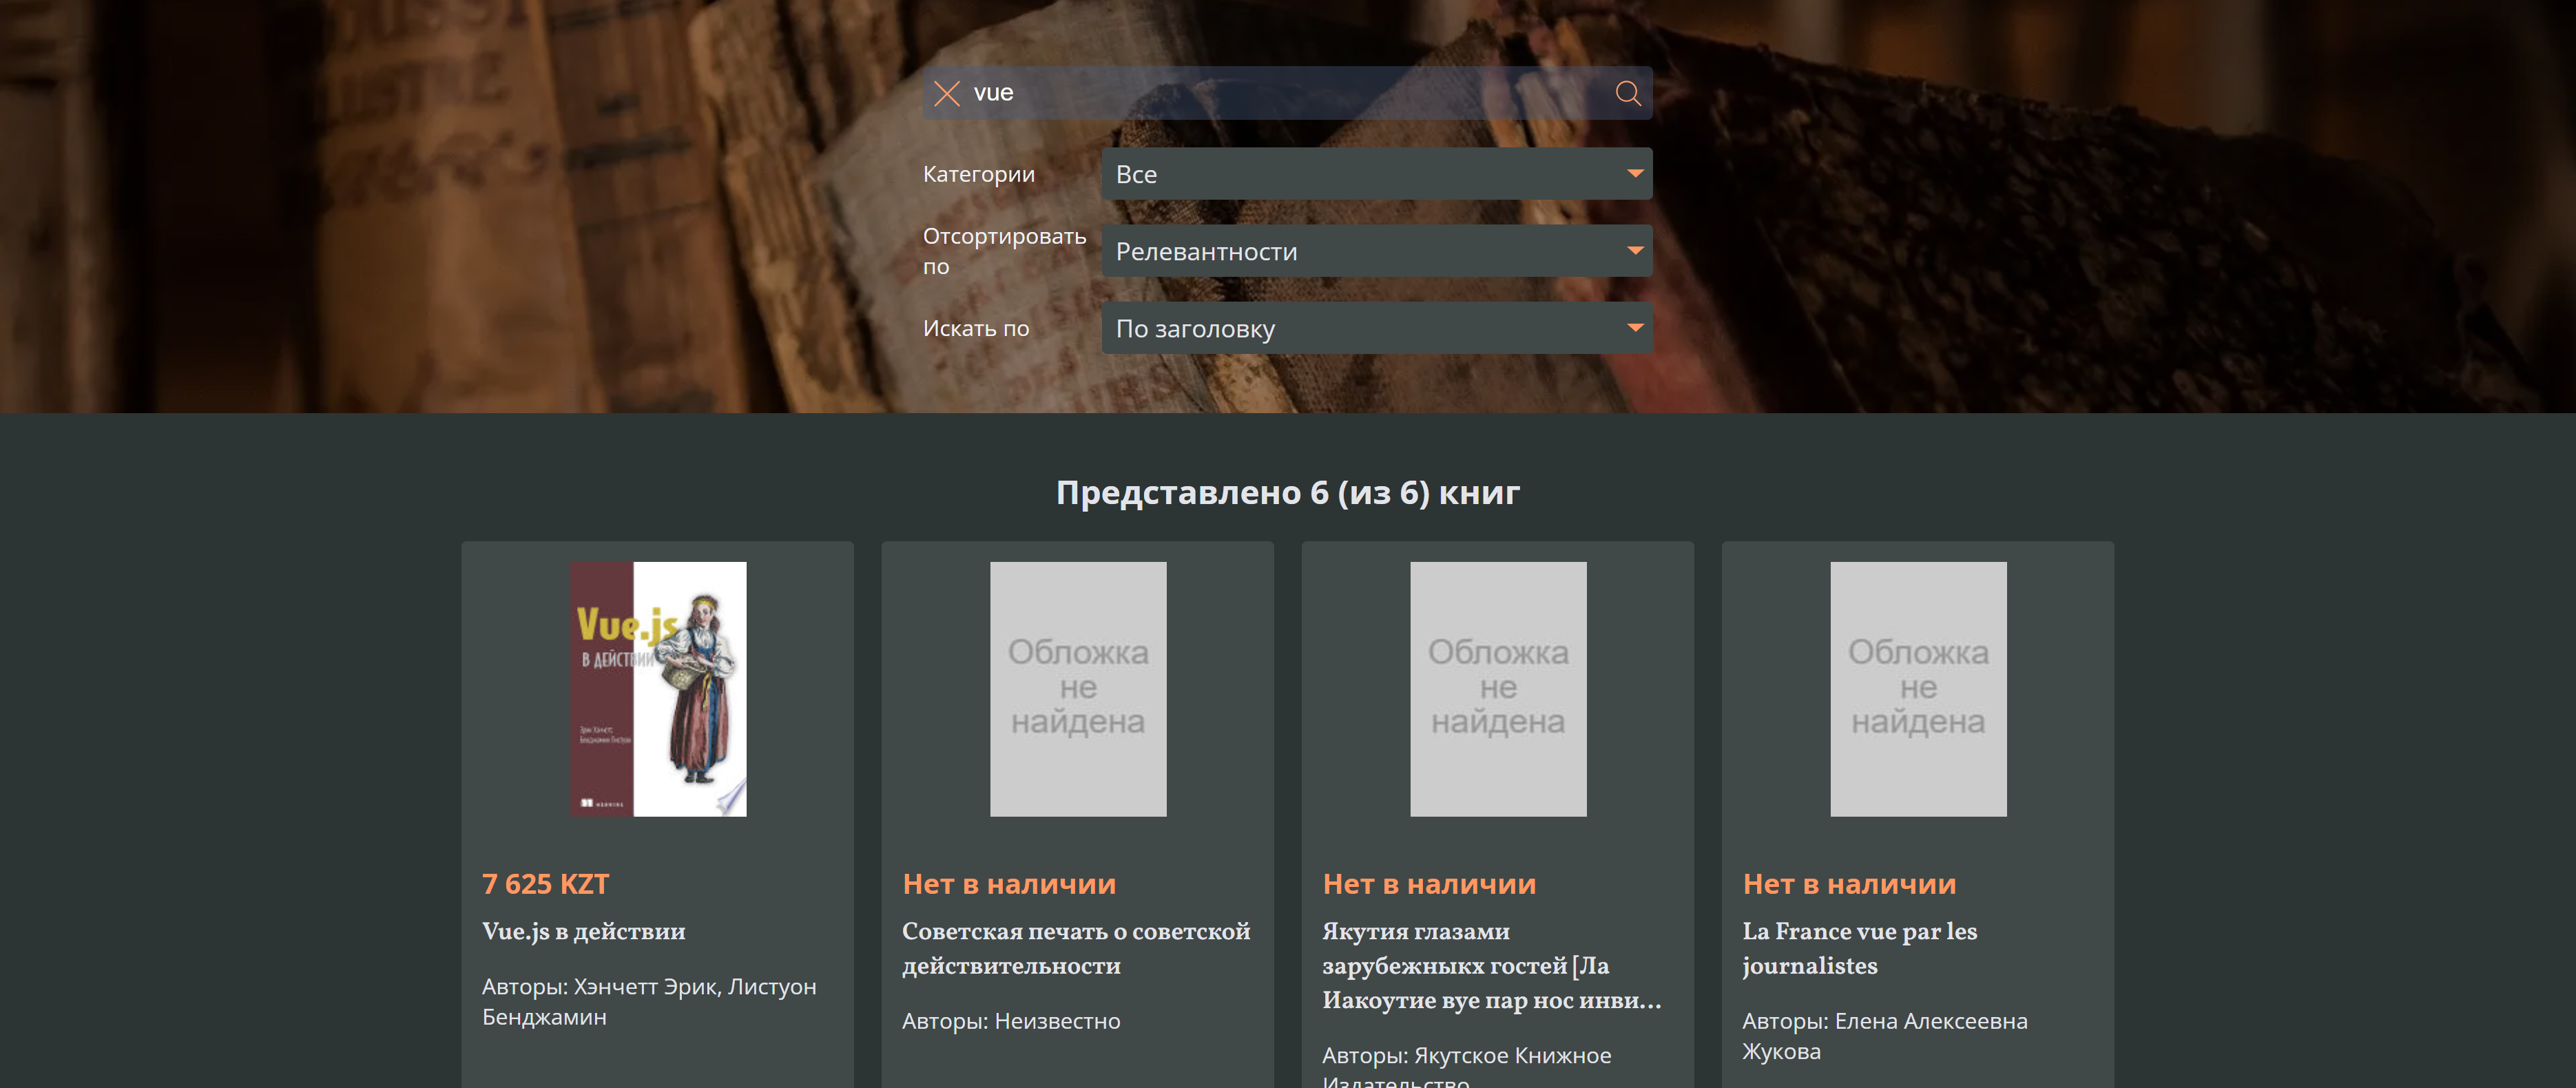 vue
Категории
Все
Отсортировать
по
Релевантности
Искать по
По заголовку
Представлено 6 (из 6) книг
Vue.js
в действии
Обложка
не
найдена
Обложка
не
найдена
Обложка
не
найдена
7 625 KZT
Vue.js в действии
Авторы: Хэнчетт Эрик, Листуон
Бенджамин
Нет в наличии
Советская печать о советской
действительности
Авторы: Неизвестно
Нет в наличии
Якутия глазами
зарубежныкх гостей [Ла
Иакоутие вуе пар нос инви...
Авторы: Якутское Книжное
Издательство
Нет в наличии
La France vue par les
journalistes
Авторы: Елена Алексеевна
Жукова